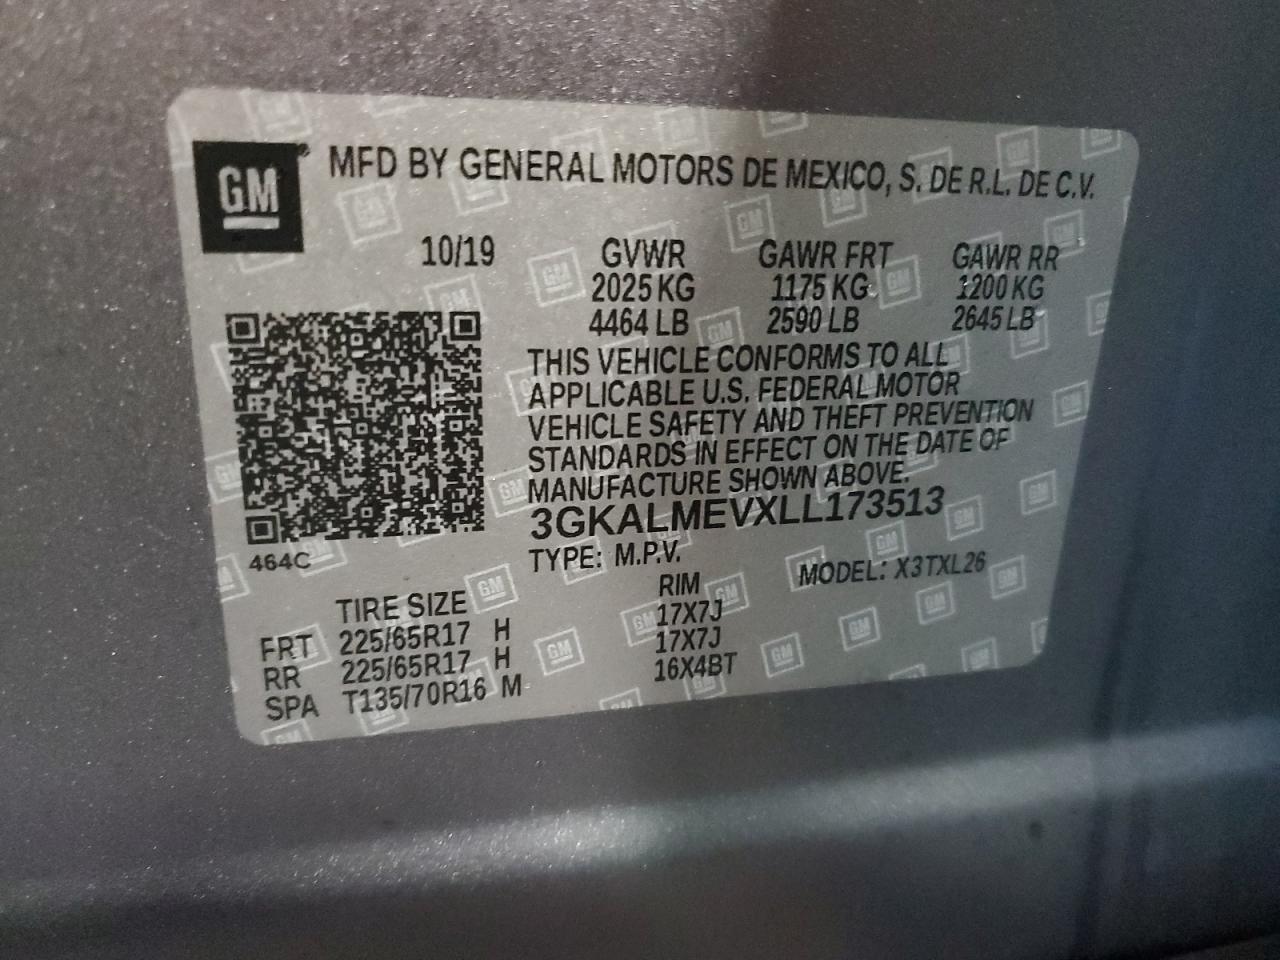 GM
MFD BY GENERAL MOTORS DE MEXICO, S. DE R.L. DE C.V.
10/19 GVWR GAWR FRT GAWR RR
2025 KG 1175 KG 1200 KG
4464 LB 2590 LB 2645 LB
THIS VEHICLE CONFORMS TO ALL
APPLICABLE U.S. FEDERAL MOTOR
VEHICLE SAFETY AND THEFT PREVENTION
STANDARDS IN EFFECT ON THE DATE OF
MANUFACTURE SHOWN ABOVE.
3GKALMEVXLL173513
464C
TYPE: M.P.V. MODEL: X3TXL26
TIRE SIZE RIM
FRT 225/65R17 H 17X7J
RR 225/65R17 H 17X7J
SPA T135/70R16 M 16X4BT